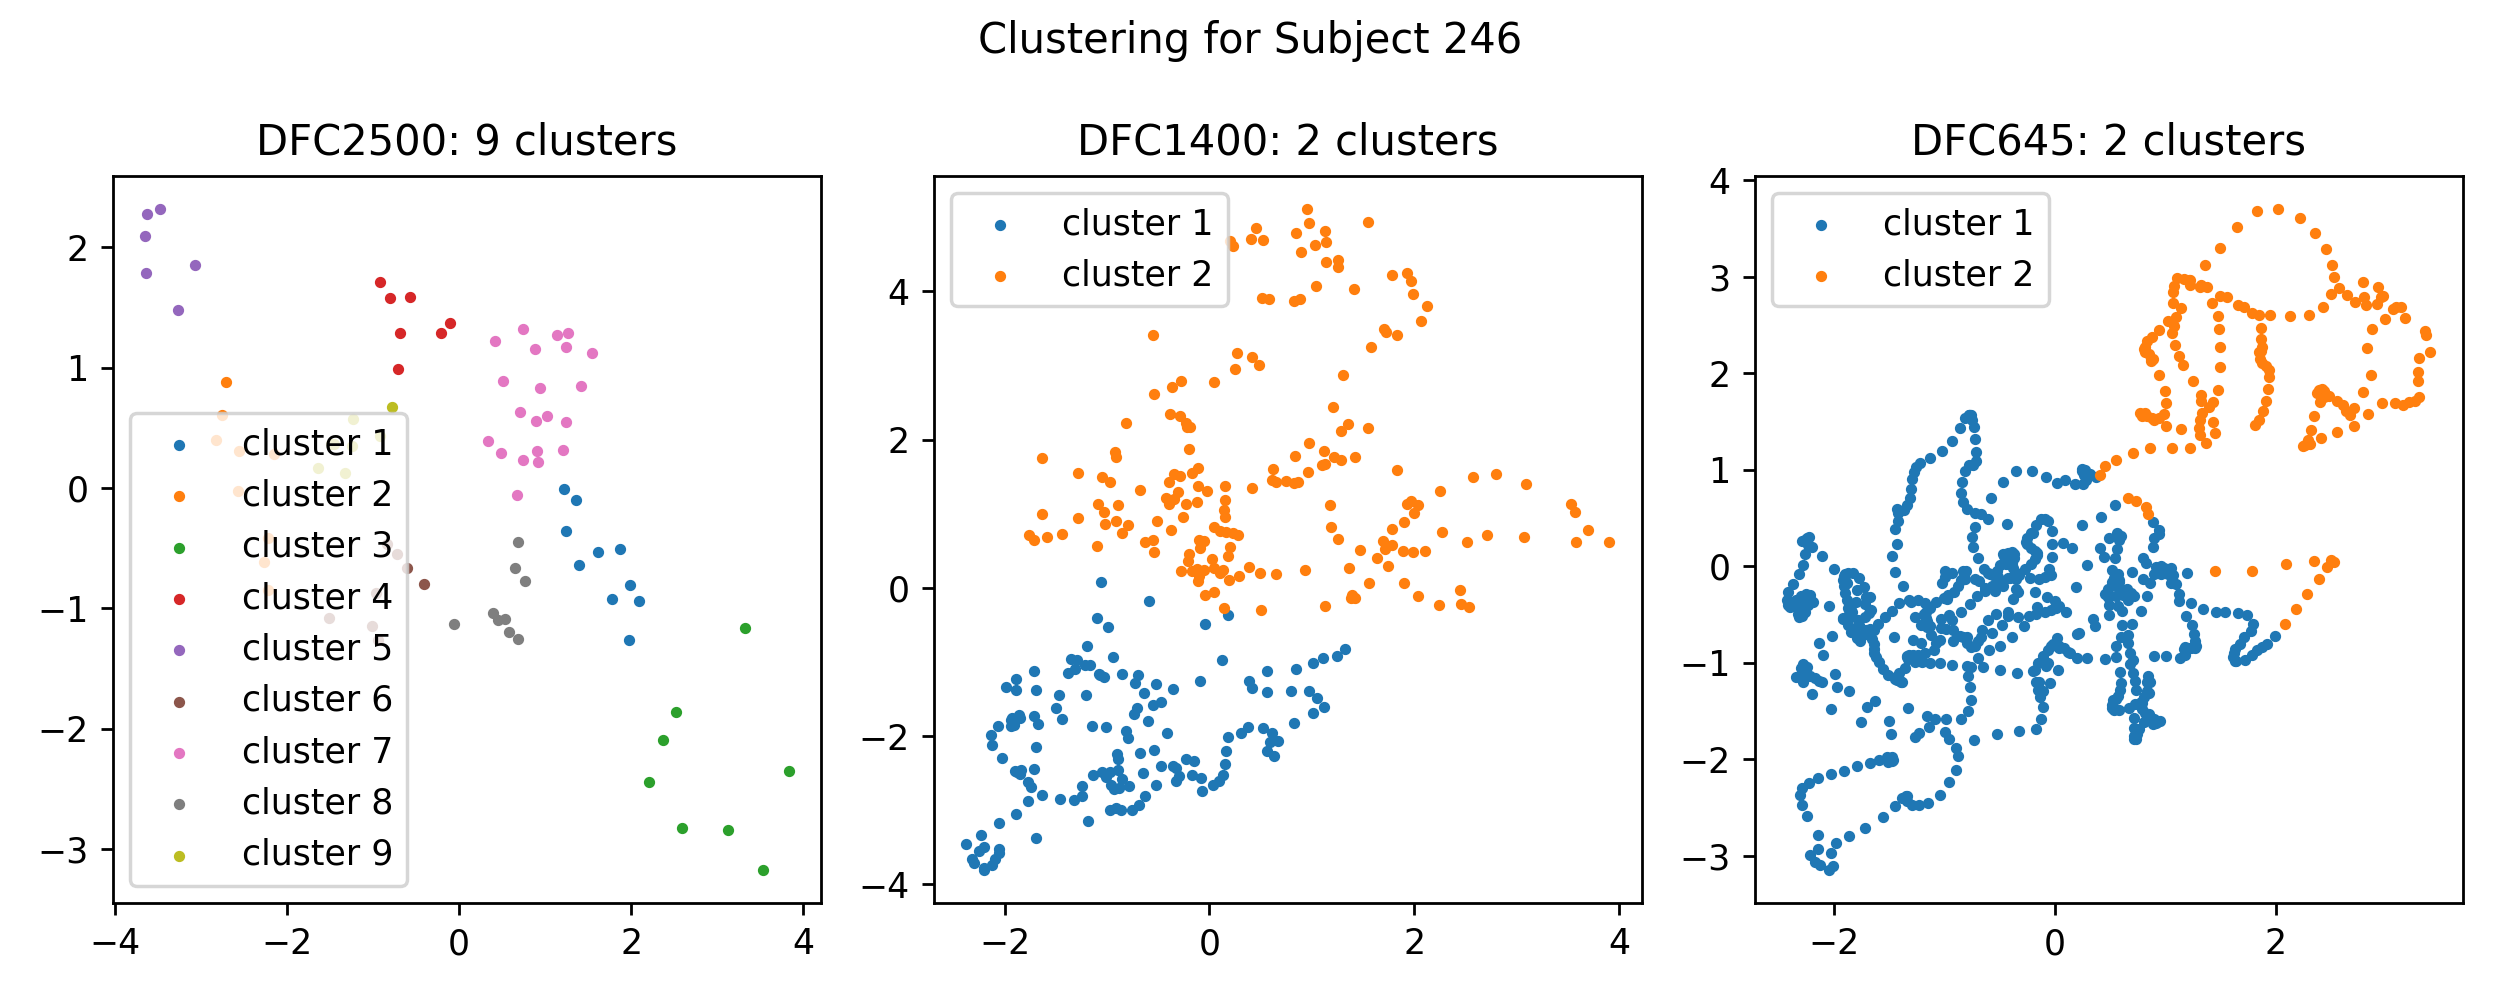 Clustering for Subject 246
DFC2500: 9 clusters
2
1
0
−1
−2
−3
−4
−2
0
2
4
cluster 1
cluster 2
cluster 3
cluster 4
cluster 5
cluster 6
cluster 7
cluster 8
cluster 9
DFC1400: 2 clusters
4
2
0
−2
−4
−2
0
2
4
cluster 1
cluster 2
DFC645: 2 clusters
4
3
2
1
0
−1
−2
−3
−2
0
2
cluster 1
cluster 2